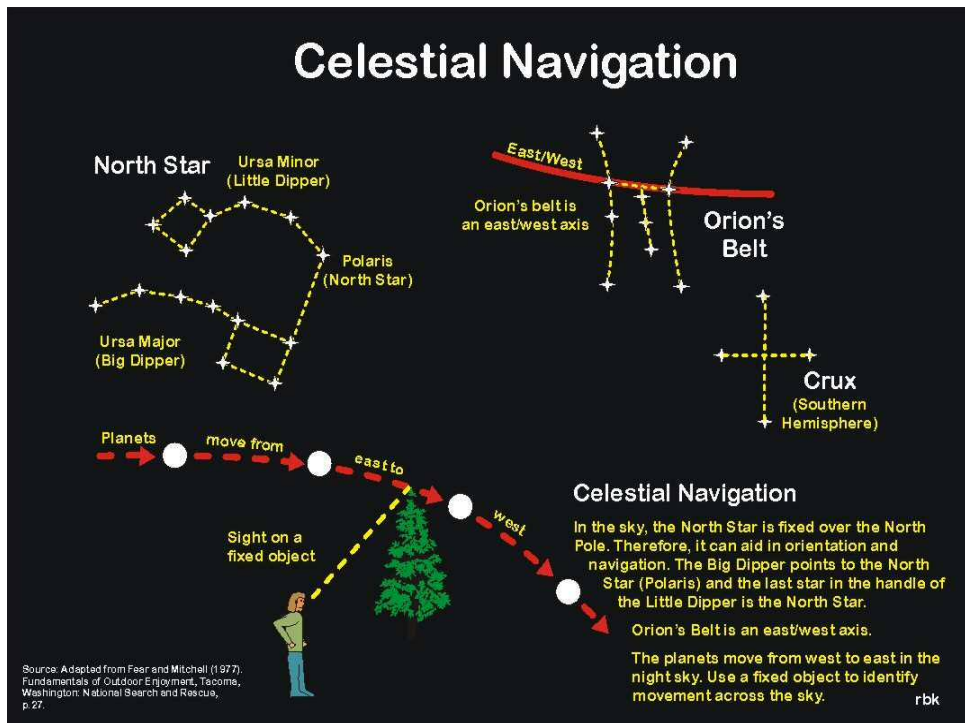 Celestial Navigation
North Star
Ursa Minor
(Little Dipper)
Polaris
(North Star)
Ursa Major
(Big Dipper)
East/West
Orion's belt is
an east/west axis
Orion's
Belt
Crux
(Southern
Hemisphere)
Planets move from east to west
Sight on a
fixed object
Celestial Navigation
In the sky, the North Star is fixed over the North
Pole. Therefore, it can aid in orientation and
navigation. The Big Dipper points to the North
Star (Polaris) and the last star in the handle of
the Little Dipper is the North Star.
Orion's Belt is an east/west axis.
The planets move from west to east in the
night sky. Use a fixed object to identify
movement across the sky.
rbk
Source: Adapted from Fear and Mitchell (1977).
Fundamentals of Outdoor Enjoyment, Tacoma,
Washington: National Search and Rescue,
p.27.